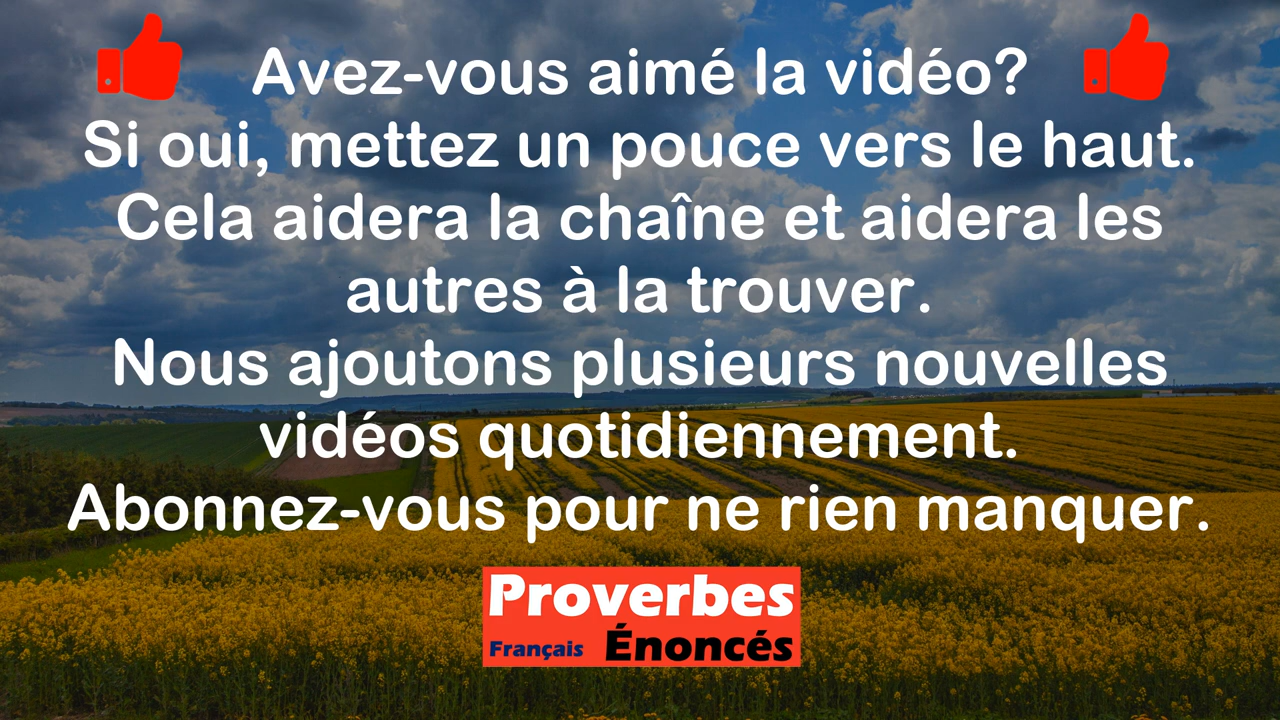 Avez-vous aimé la vidéo?
Si oui, mettez un pouce vers le haut.
Cela aidera la chaîne et aidera les
autres à la trouver.
Nous ajoutons plusieurs nouvelles
vidéos quotidiennement.
Abonnez-vous pour ne rien manquer.
Proverbes
Français Énoncés